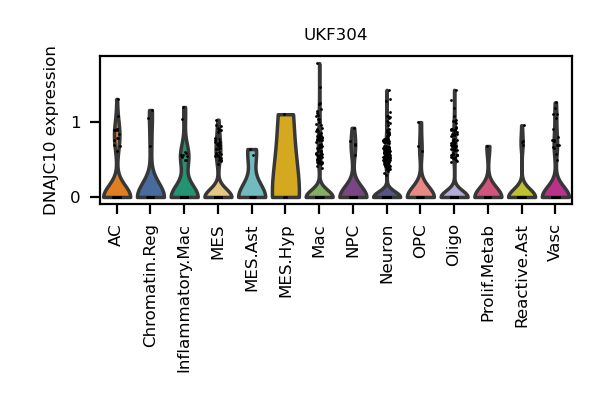 UKF304
DNAJC10 expression
1
0
AC
Chromatin.Reg
Inflammatory.Mac
MES
MES.Ast
MES.Hyp
Mac
NPC
Neuron
OPC
Oligo
Prolif.Metab
Reactive.Ast
Vasc